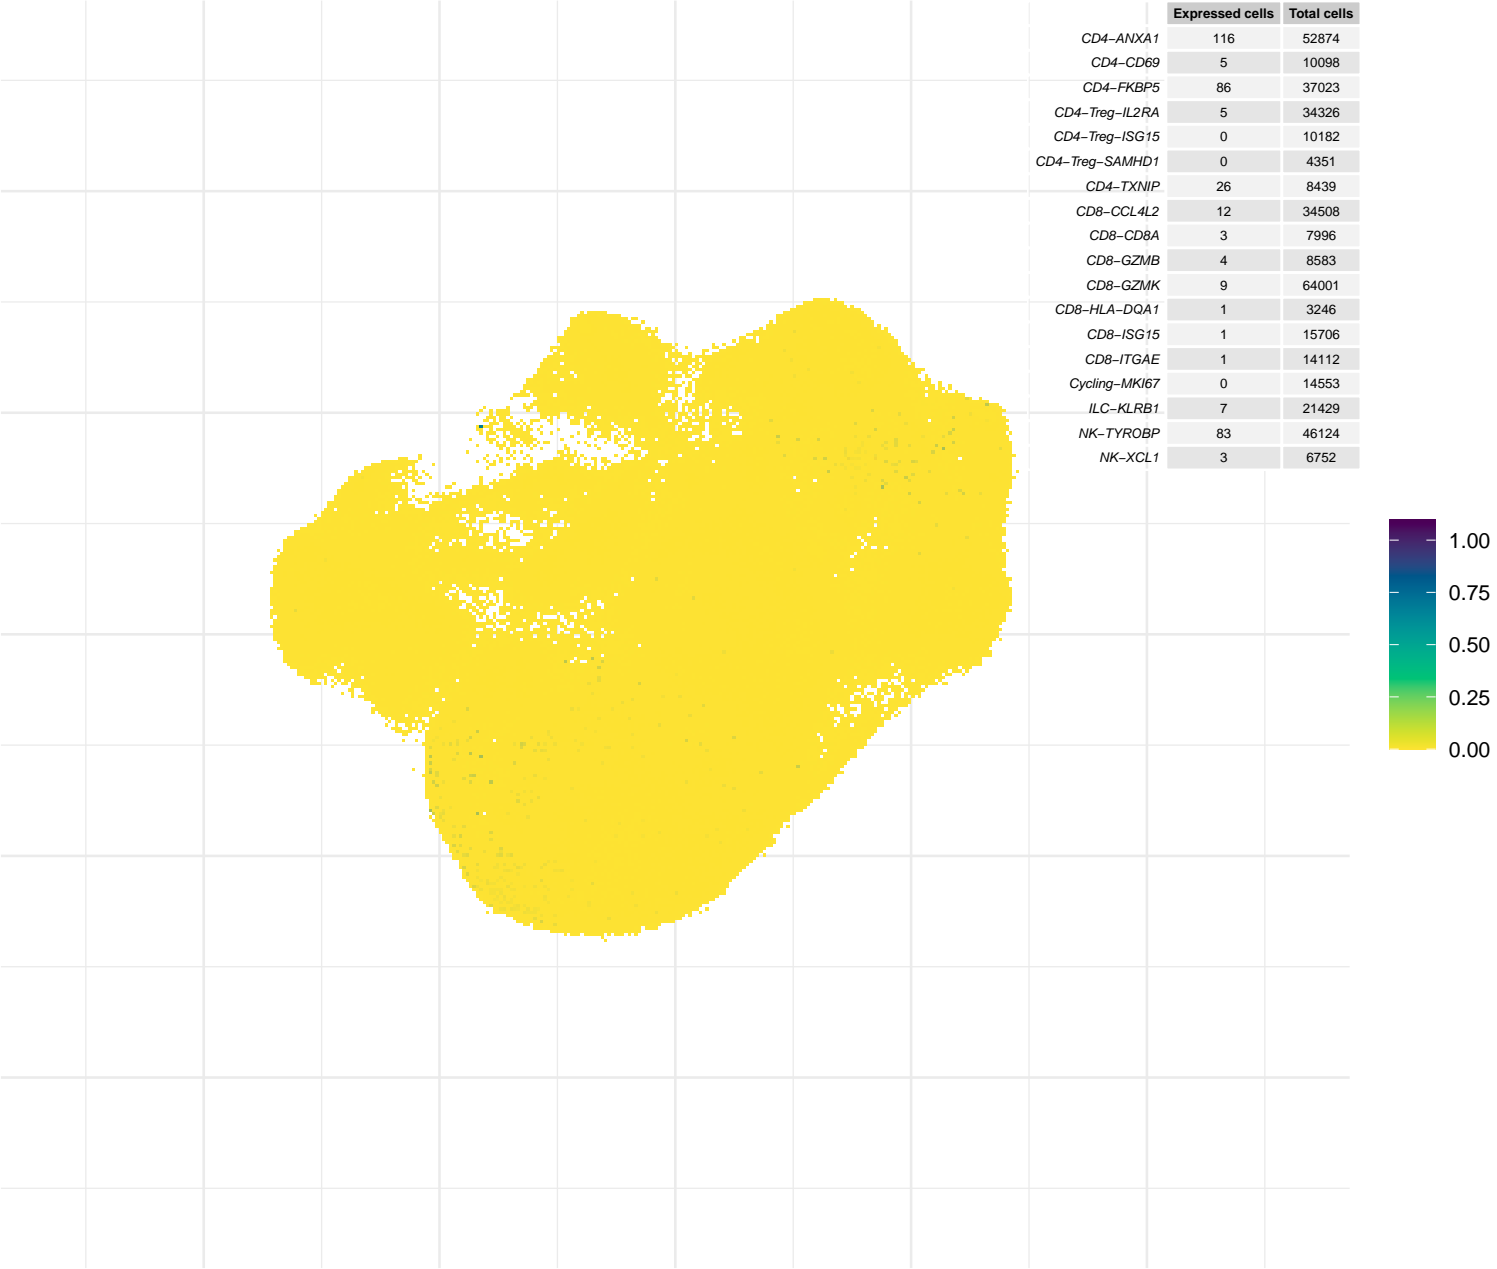 Expressed cells Total cells
CD4−ANXA1 116 52874
CD4−CD69 5 10098
CD4−FKBP5 86 37023
CD4−Treg−IL2RA 5 34326
CD4−Treg−ISG15 0 10182
CD4−Treg−SAMHD1 0 4351
CD4−TXNIP 26 8439
CD8−CCL4L2 12 34508
CD8−CD8A 3 7996
CD8−GZMB 4 8583
CD8−GZMK 9 64001
CD8−HLA−DQA1 1 3246
CD8−ISG15 1 15706
CD8−ITGAE 1 14112
Cycling−MKI67 0 14553
ILC−KLRB1 7 21429
NK−TYROBP 83 46124
NK−XCL1 3 6752
1.00
0.75
0.50
0.25
0.00